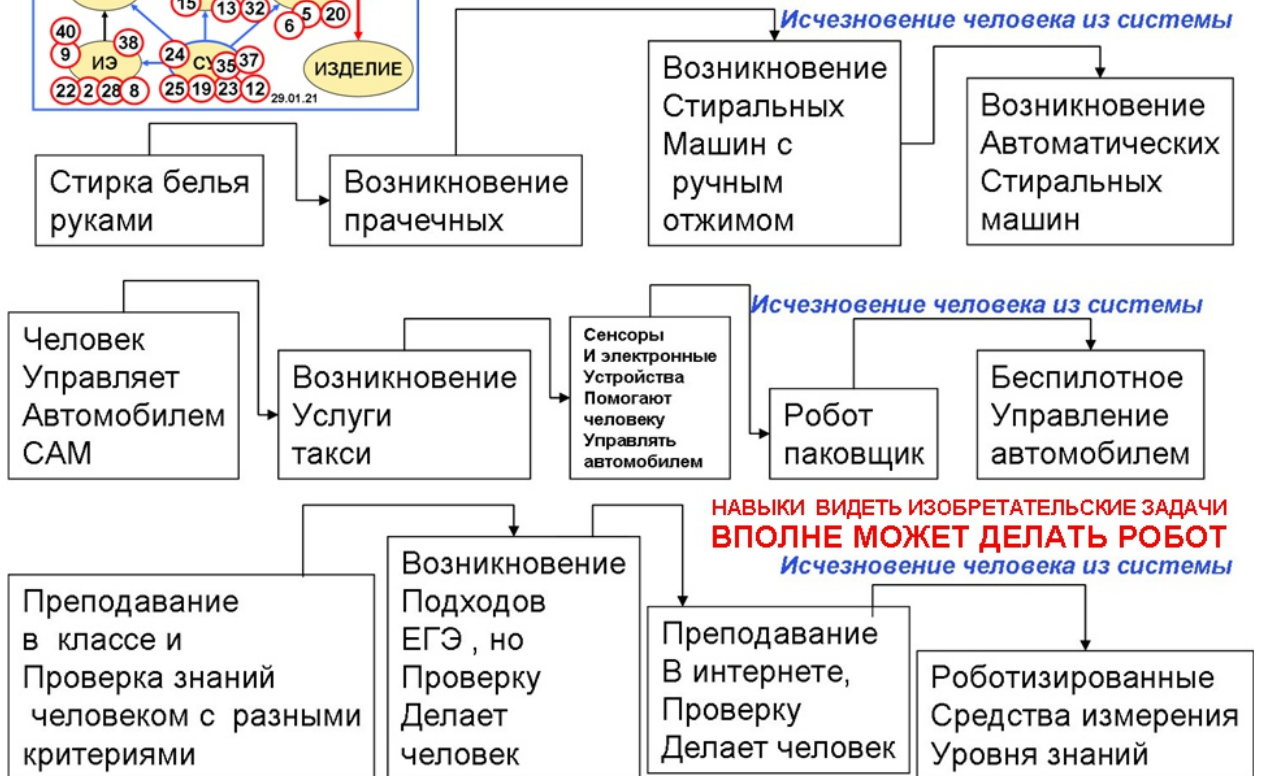 15
13
32
6
5
20
40
9
38
ИЭ
24
СУ
35
37
ИЗДЕЛИЕ
22
2
28
8
25
19
23
12
29.01.21
Исчезновение человека из системы
Стирка белья
руками
Возникновение
прачечных
Возникновение
Стиральных
Машин с
ручным
отжимом
Возникновение
Автоматических
Стиральных
машин
Исчезновение человека из системы
Человек
Управляет
Автомобилем
САМ
Возникновение
Услуги
такси
Сенсоры
И электронные
Устройства
Помогают
человеку
Управлять
автомобилем
Робот
паковщик
Беспилотное
Управление
автомобилем
НАВЫКИ ВИДЕТЬ ИЗОБРЕТАТЕЛЬСКИЕ ЗАДАЧИ
ВПОЛНЕ МОЖЕТ ДЕЛАТЬ РОБОТ
Исчезновение человека из системы
Преподавание
в классе и
Проверка знаний
человеком с разными
критериями
Возникновение
Подходов
ЕГЭ , но
Проверку
Делает
человек
Преподавание
В интернете,
Проверку
Делает человек
Роботизированные
Средства измерения
Уровня знаний